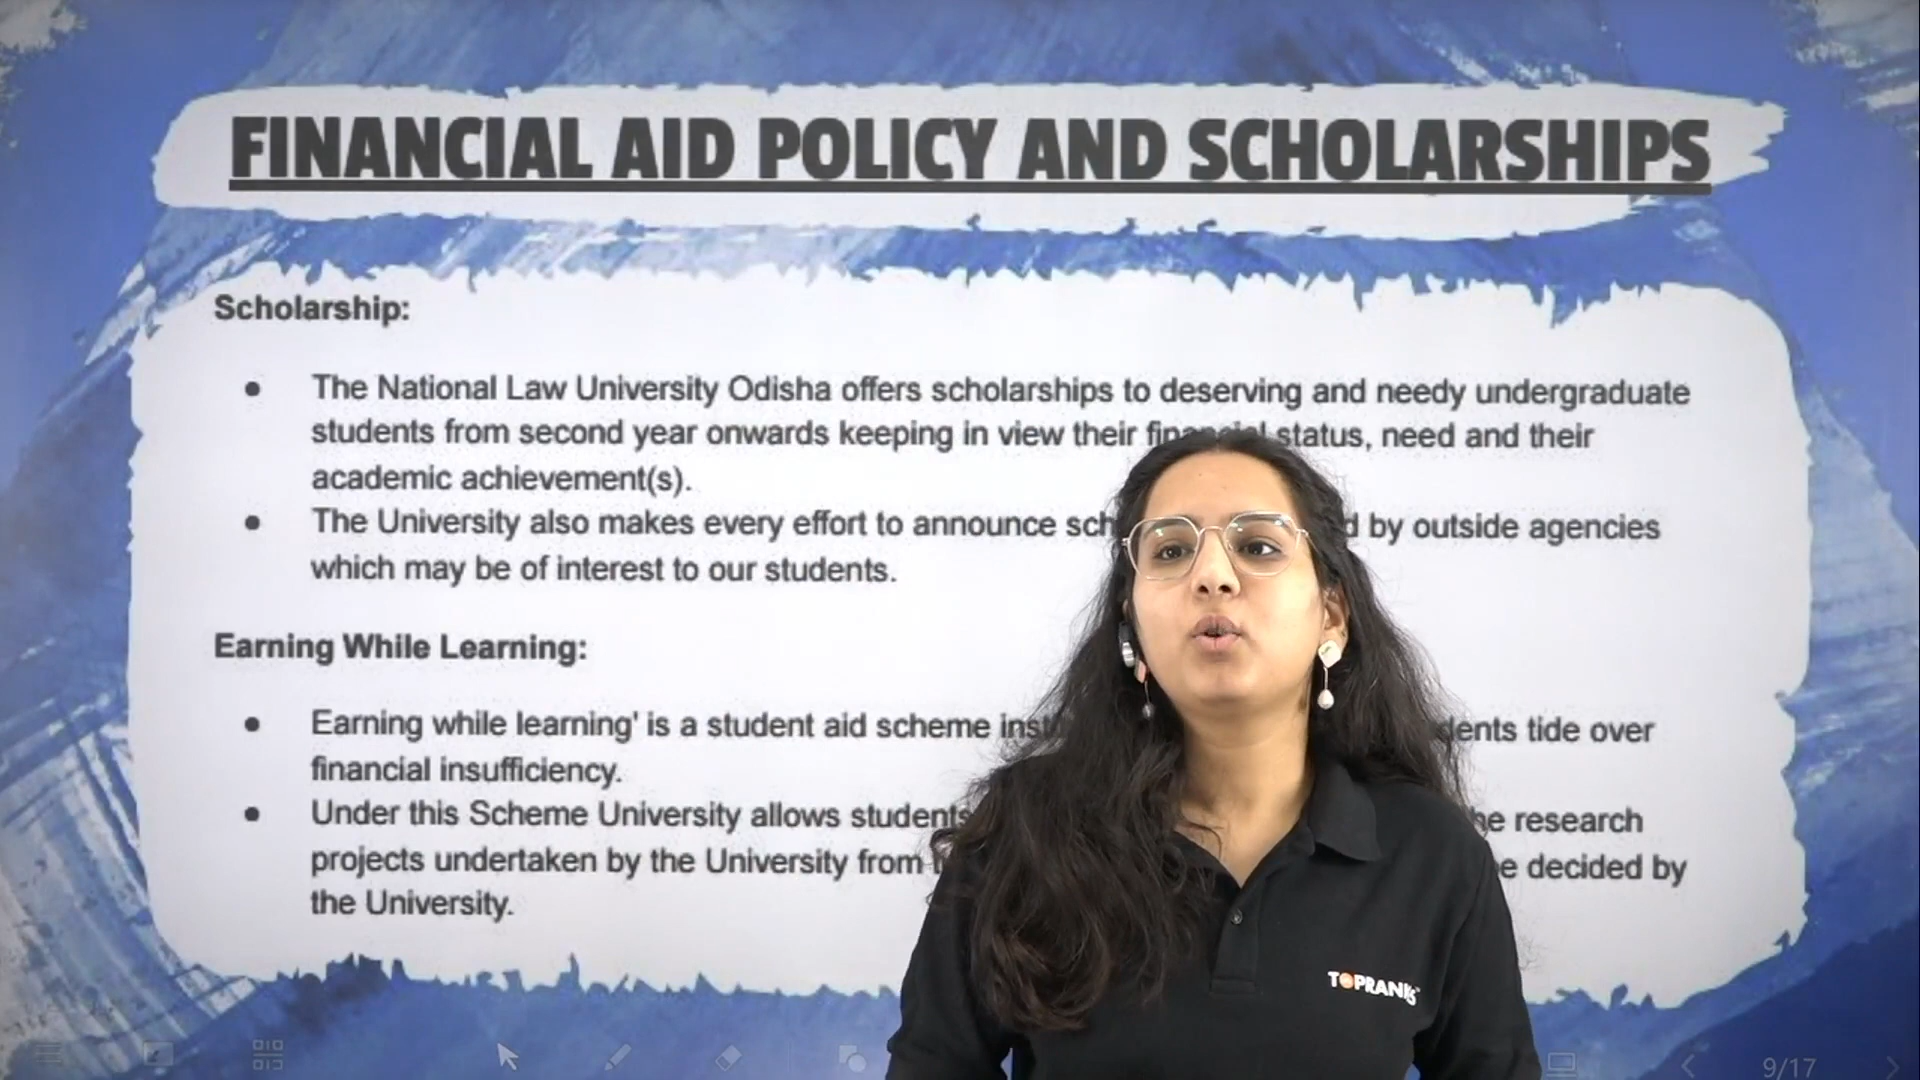 FINANCIAL AID POLICY AND SCHOLARSHIPS
Scholarship:
● The National Law University Odisha offers scholarships to deserving and needy undergraduate
students from second year onwards keeping in view their financial status, need and their
academic achievement(s).
● The University also makes every effort to announce by outside agencies
which may be of interest to our students.
Earning While Learning:
● Earning while learning' is a student aid scheme tide over
financial insufficiency.
● Under this Scheme University allows students research
projects undertaken by the University from decided by
the University.
TOPRANKS
9/17